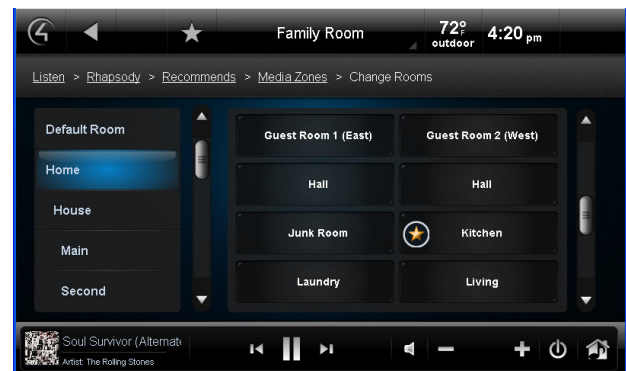 Family Room
72°F
outdoor
4:20 pm
Listen > Rhapsody > Recommends > Media Zones > Change Rooms
Default Room
Home
House
Main
Second
Guest Room 1 (East)
Guest Room 2 (West)
Hall
Hall
Junk Room
Kitchen
Laundry
Living
Soul Survivor (Alternat
Artist: The Rolling Stones